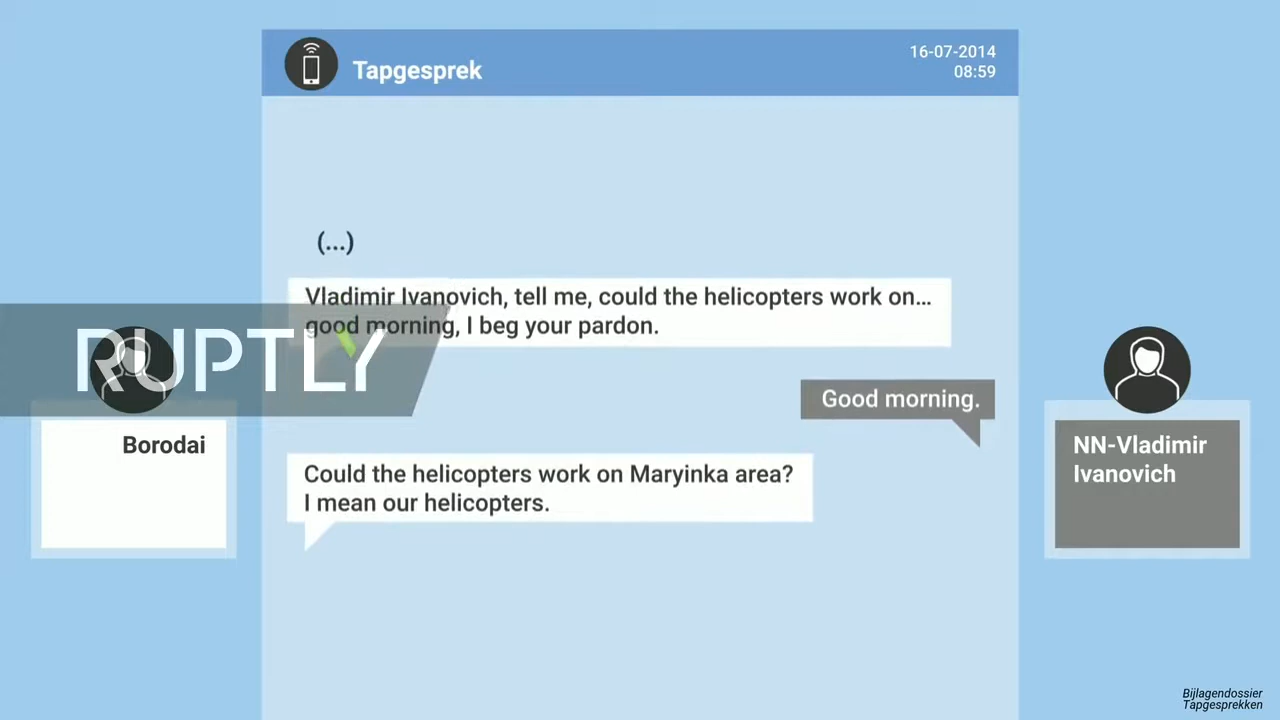 Tapgesprek
16-07-2014
08:59
(...)
Vladimir Ivanovich, tell me, could the helicopters work on...
good morning, I beg your pardon.
RUPTLY
Good morning.
Borodai
NN-Vladimir
Ivanovich
Could the helicopters work on Maryinka area?
I mean our helicopters.
Bijlagendossier
Tapgesprekken